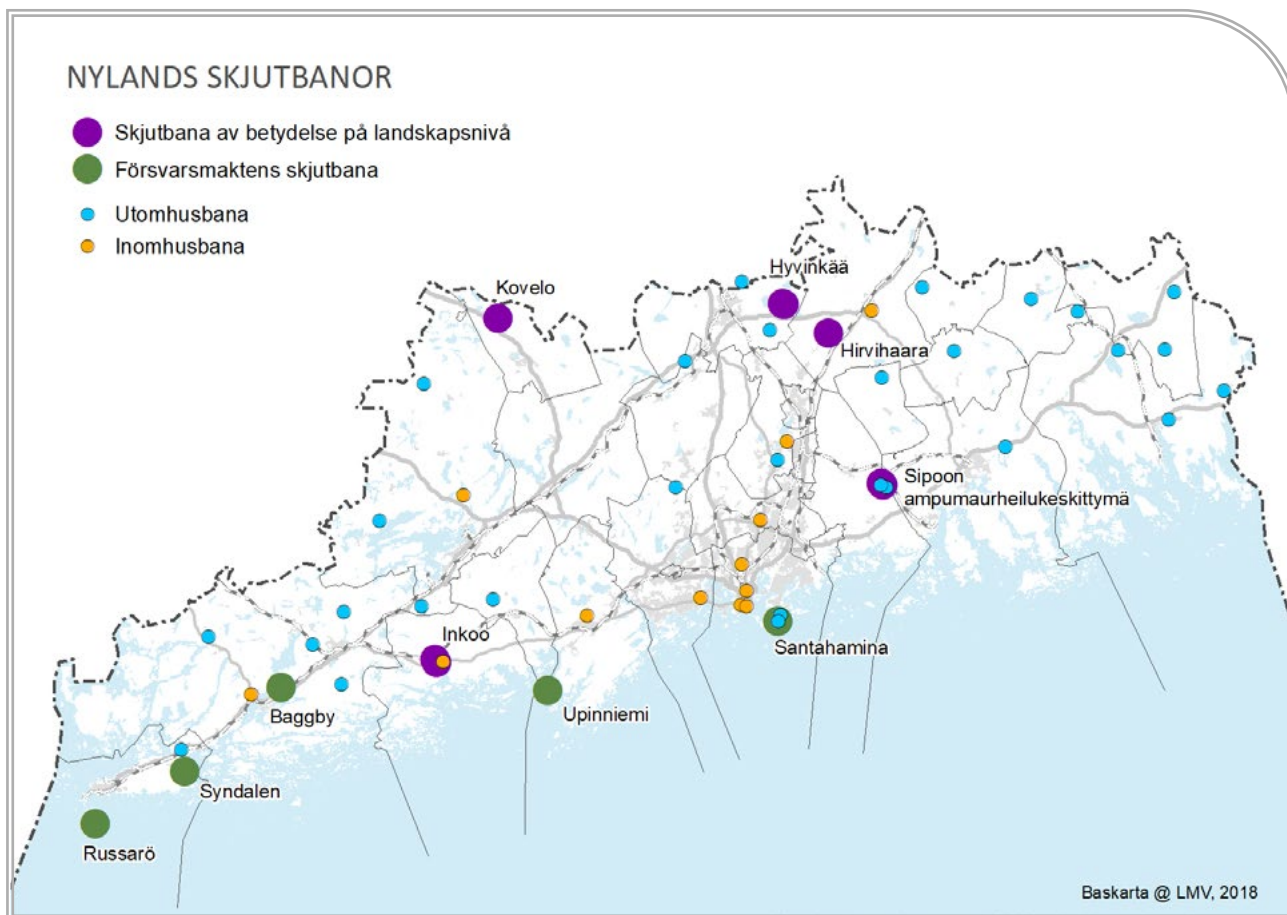 NYLANDS SKJUTBANOR
Skjutbana av betydelse på landskapsnivå
Försvarsmaktens skjutbana
Utomhusbana
Inomhusbana
Hyvinkää
Kovelo
Hirvihaara
Sipoon
ampumaurheilukeskittymä
Inkoo
Santahamina
Baggby
Upinniemi
Syndalen
Russarö
Baskarta @ LMV, 2018